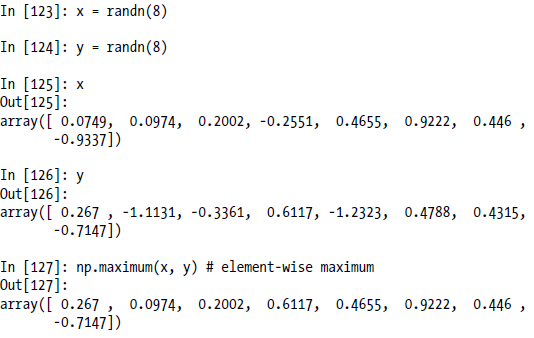 In [123]: x = randn(8)
In [124]: y = randn(8)
In [125]: x
Out[125]:
array([ 0.0749,  0.0974,  0.2002, -0.2551,  0.4655,  0.9222,  0.446 ,
       -0.9337])
In [126]: y
Out[126]:
array([ 0.267 , -1.1131, -0.3361,  0.6117, -1.2323,  0.4788,  0.4315,
       -0.7147])
In [127]: np.maximum(x, y) # element-wise maximum
Out[127]:
array([ 0.267 ,  0.0974,  0.2002,  0.6117,  0.4655,  0.9222,  0.446 ,
       -0.7147])